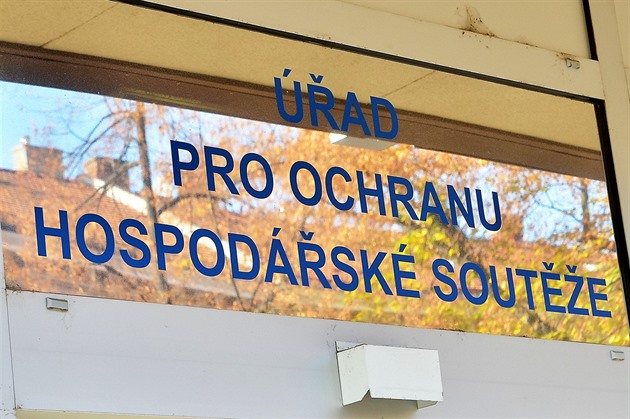 ÚŘAD
PRO OCHRANU
HOSPODÁŘSKÉ SOUTĚŽE